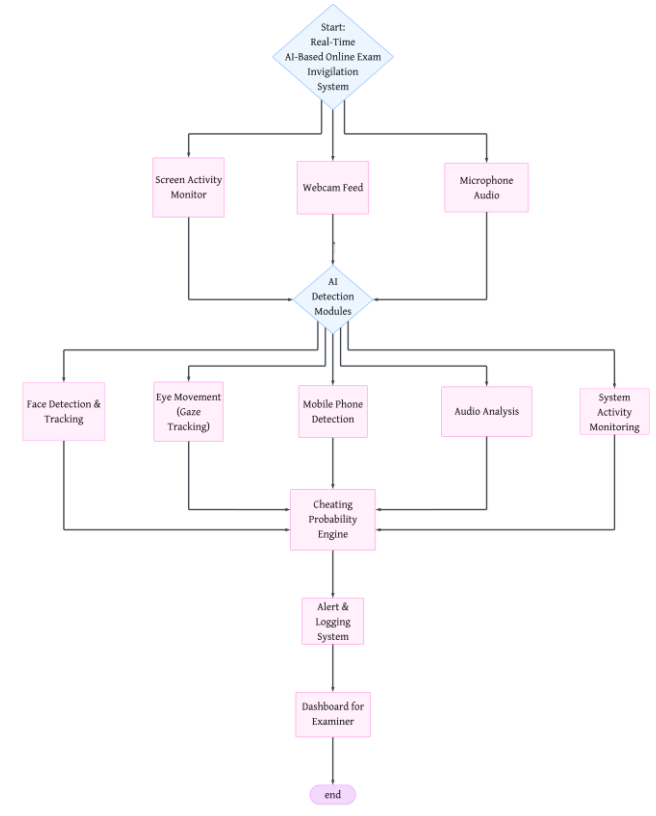 Start:
Real-Time
AI-Based Online Exam
Invigilation
System
Screen Activity
Monitor
Webcam Feed
Microphone
Audio
AI
Detection
Modules
Face Detection &
Tracking
Eye Movement
(Gaze
Tracking)
Mobile Phone
Detection
Audio Analysis
System
Activity
Monitoring
Cheating
Probability
Engine
Alert &
Logging
System
Dashboard for
Examiner
end